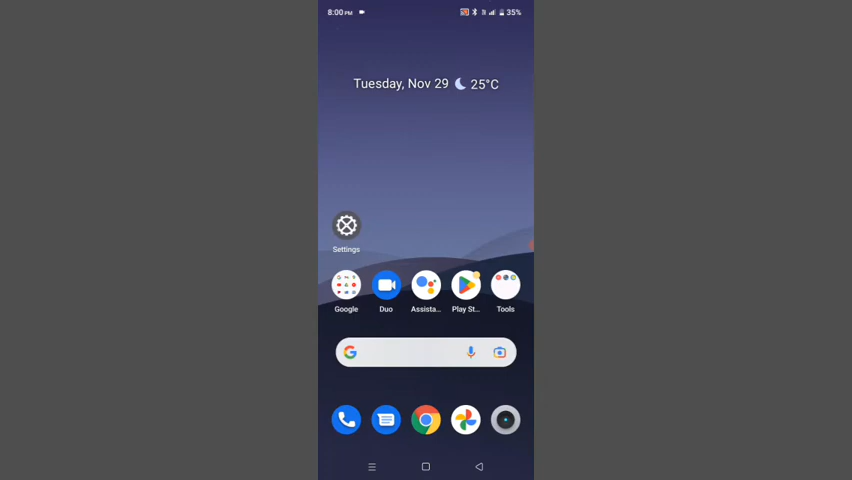 8:00 PM 35%
Tuesday, Nov 29 25°C
Settings
Google Duo Assista... Play St... Tools